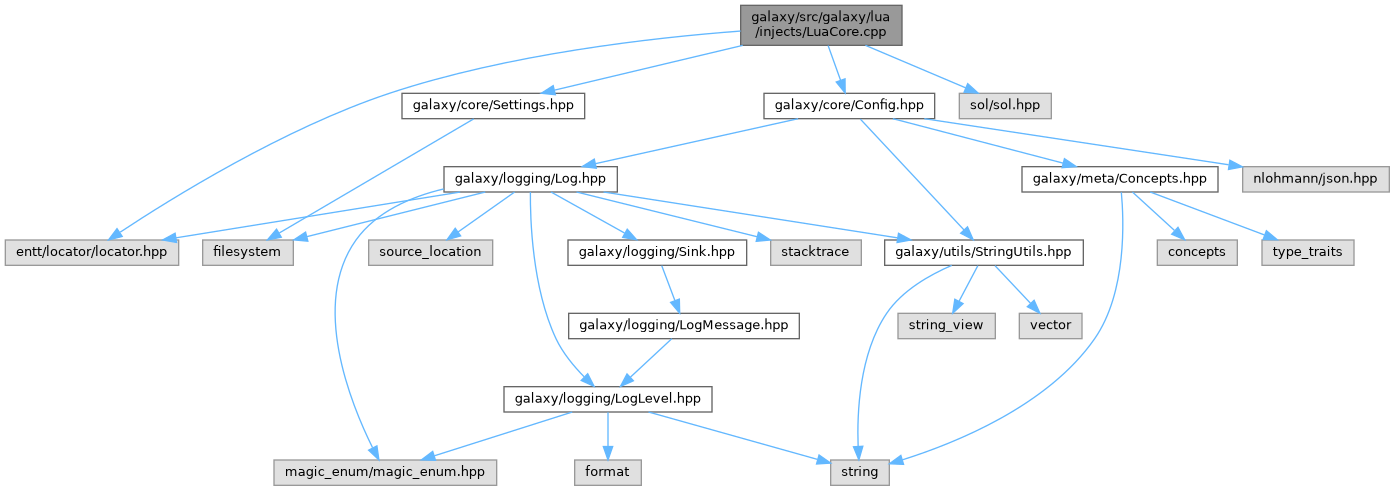 galaxy/src/galaxy/lua
/injects/LuaCore.cpp
galaxy/core/Settings.hpp
galaxy/core/Config.hpp
sol/sol.hpp
galaxy/logging/Log.hpp
galaxy/meta/Concepts.hpp
nlohmann/json.hpp
entt/locator/locator.hpp
filesystem
source_location
galaxy/logging/Sink.hpp
stacktrace
galaxy/utils/StringUtils.hpp
concepts
type_traits
galaxy/logging/LogMessage.hpp
string_view
vector
galaxy/logging/LogLevel.hpp
magic_enum/magic_enum.hpp
format
string